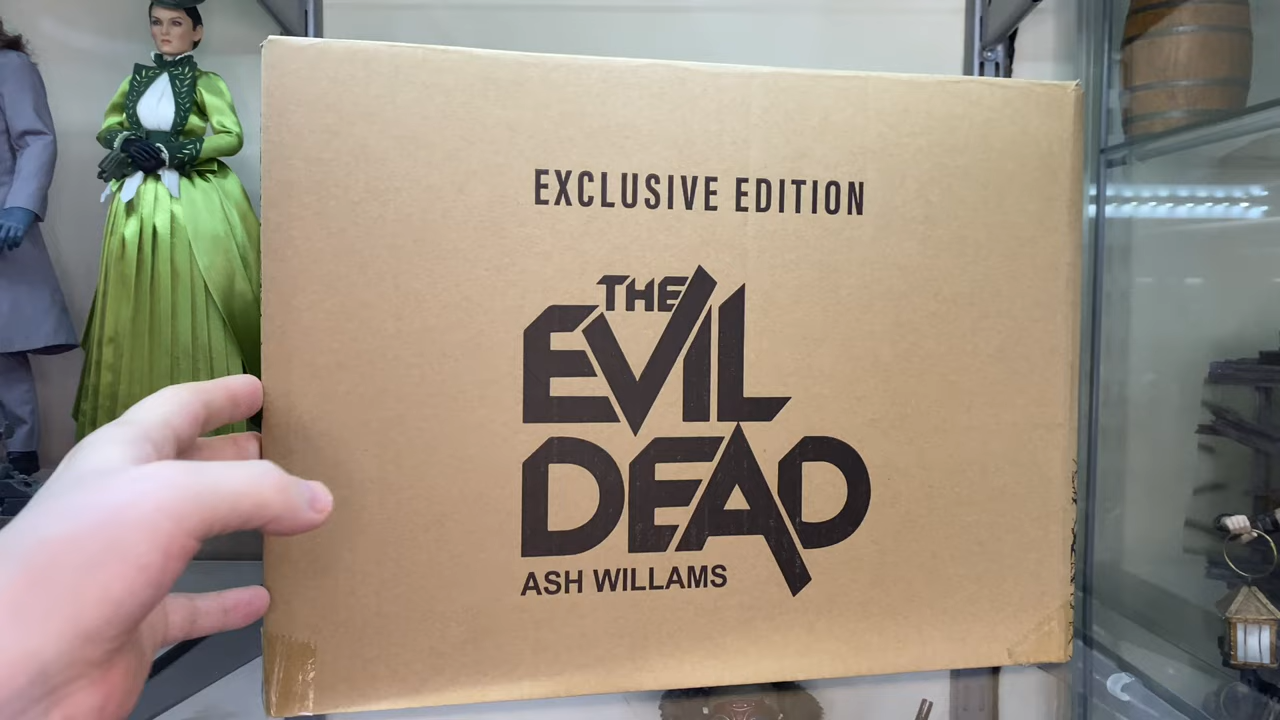 EXCLUSIVE EDITION
THE
EVIL
DEAD
ASH WILLAMS